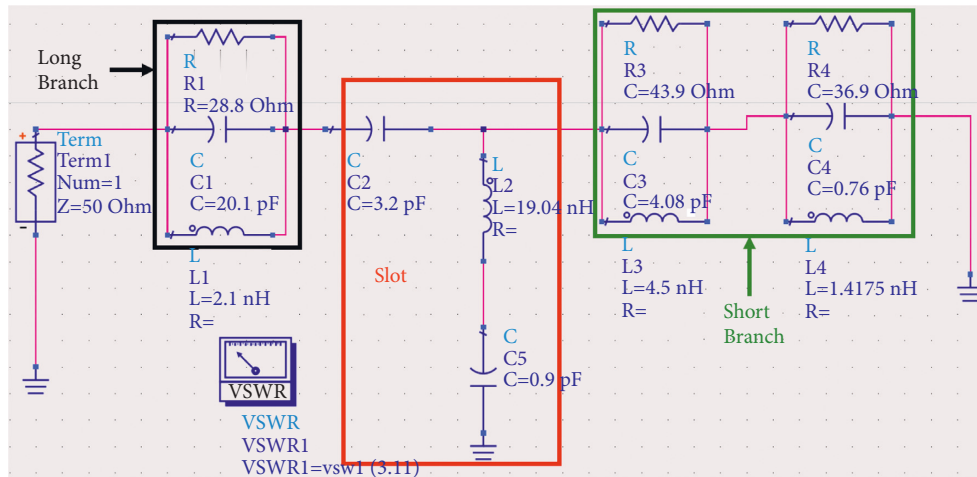 Long
Branch
+
Term
Term1
Num=1
Z=50 Ohm
-
R
R1
R=28.8 Ohm
C
C1
C=20.1 pF
L
L1
L=2.1 nH
R=
C
C2
C=3.2 pF
Slot
L
L2
L=19.04 nH
R=
C
C5
C=0.9 pF
R
R3
C=43.9 Ohm
C
C3
C=4.08 pF
L
L3
L=4.5 nH
R=
R
R4
C=36.9 Ohm
C
C4
C=0.76 pF
L
L4
L=1.4175 nH
R=
Short
Branch
VSWR
VSWR
VSWR1
VSWR1=vsw1 (3.11)